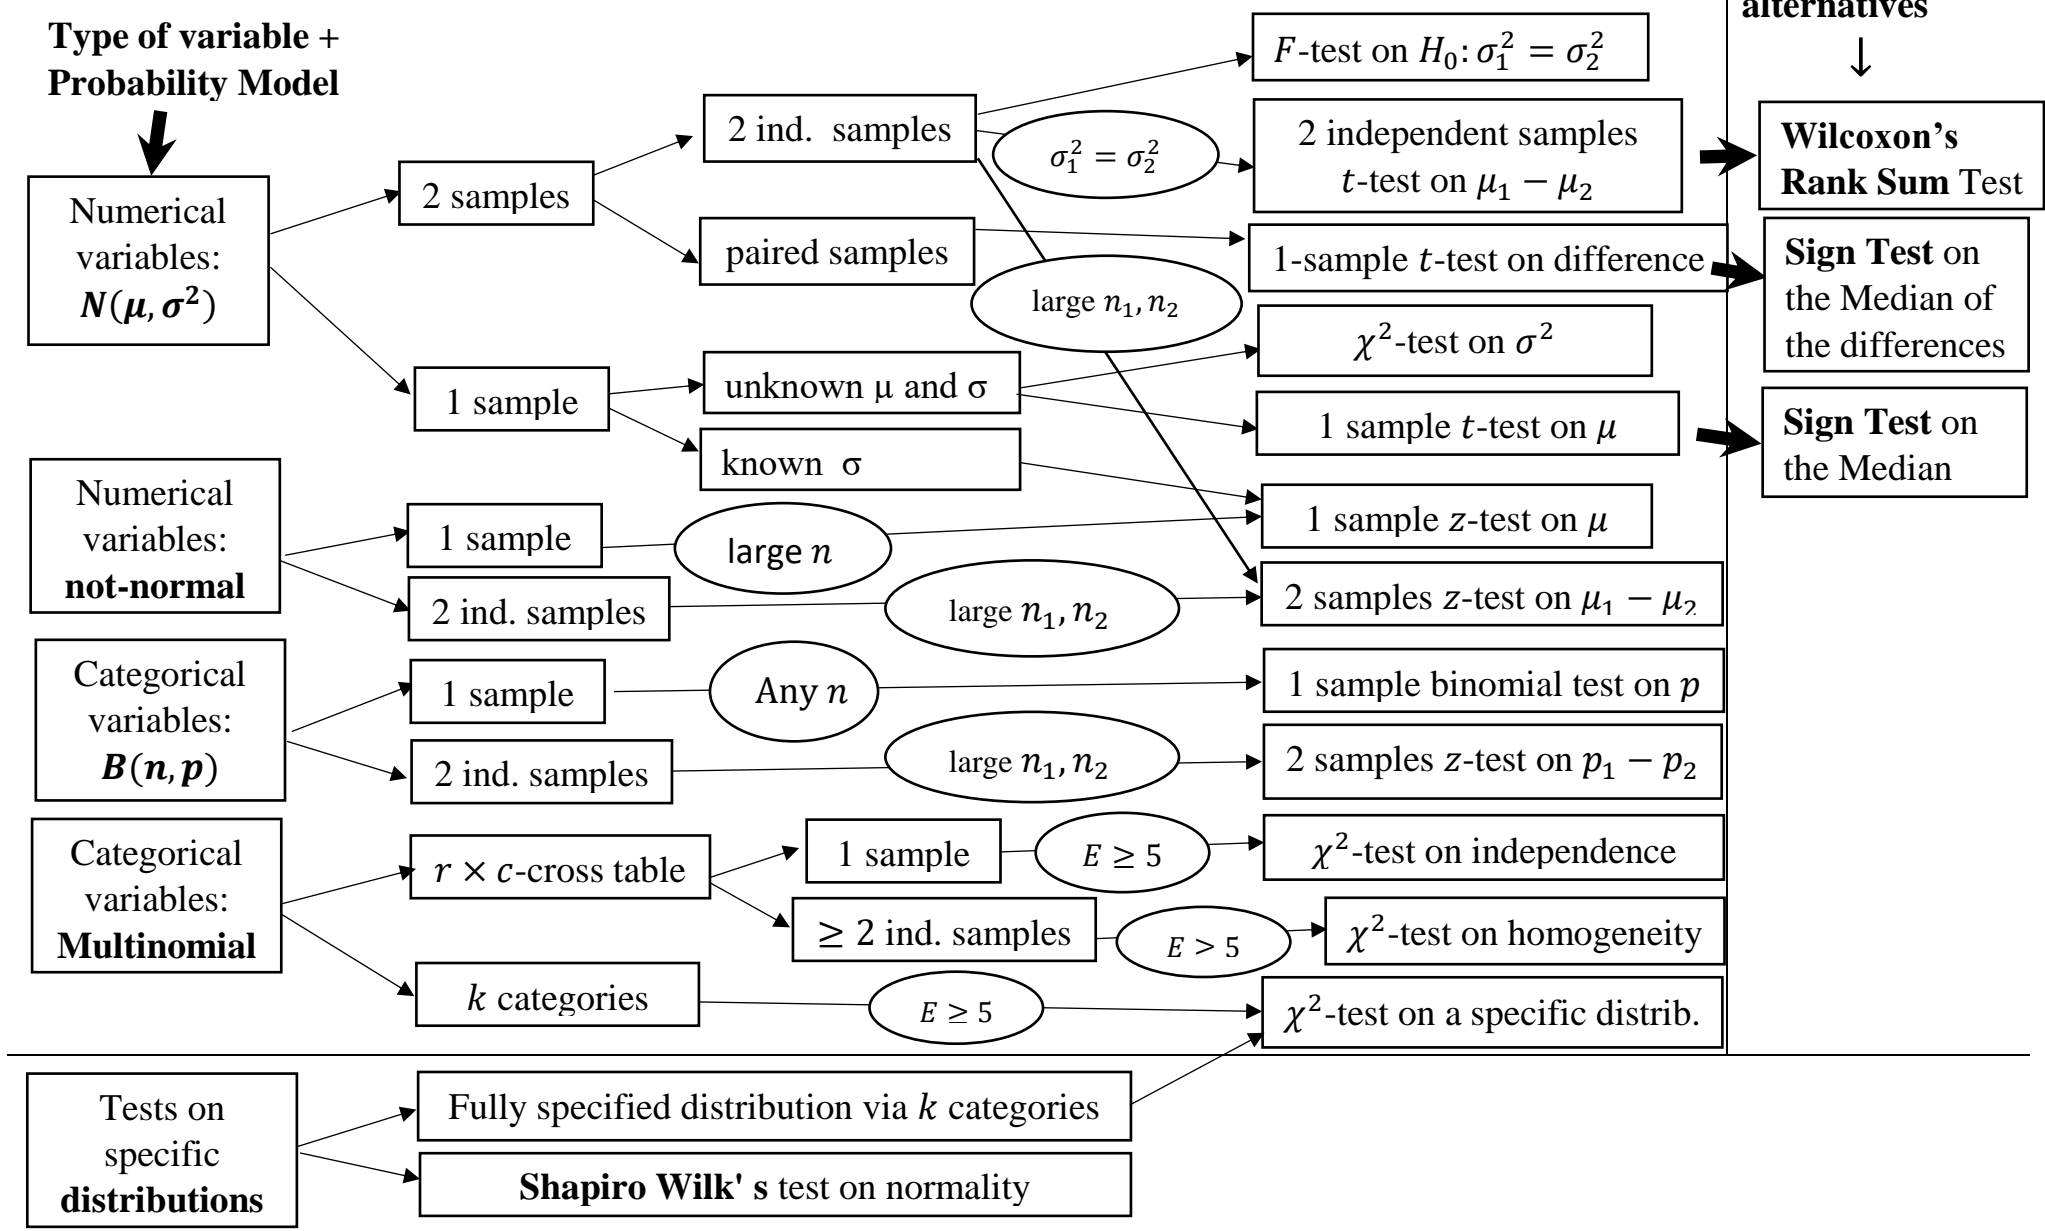 alternatives
↓
Type of variable +
Probability Model
Numerical
variables:
N(μ, σ²)
2 samples
2 ind. samples
F-test on H₀: σ₁² = σ₂²
σ₁² = σ₂²
2 independent samples
t-test on μ₁ − μ₂
Wilcoxon’s
Rank Sum Test
paired samples
1-sample t-test on difference
Sign Test on
the Median of
the differences
large n₁, n₂
1 sample
unknown μ and σ
χ²-test on σ²
1 sample t-test on μ
Sign Test on
the Median
known σ
1 sample z-test on μ
Numerical
variables:
not-normal
1 sample
large n
2 ind. samples
large n₁, n₂
2 samples z-test on μ₁ − μ₂
Categorical
variables:
B(n, p)
1 sample
Any n
1 sample binomial test on p
2 ind. samples
large n₁, n₂
2 samples z-test on p₁ − p₂
Categorical
variables:
Multinomial
r × c-cross table
1 sample
E ≥ 5
χ²-test on independence
≥ 2 ind. samples
E > 5
χ²-test on homogeneity
k categories
E ≥ 5
χ²-test on a specific distrib.
Tests on
specific
distributions
Fully specified distribution via k categories
Shapiro Wilk' s test on normality